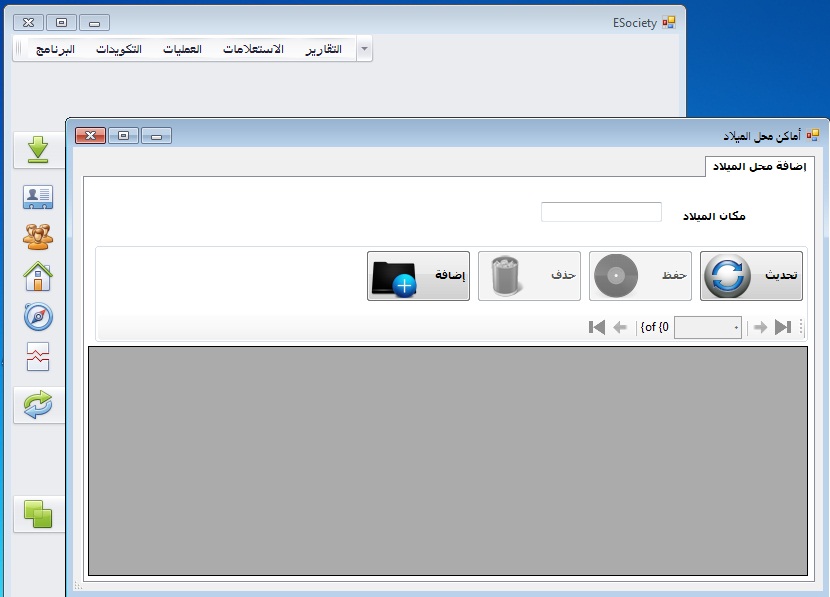 ESociety
البرنامج التكويدات العمليات الاستعلامات التقارير
أماكن محل الميلاد
إضافة محل الميلاد
مكان الميلاد
تحديث حفظ حذف إضافة
{of {0